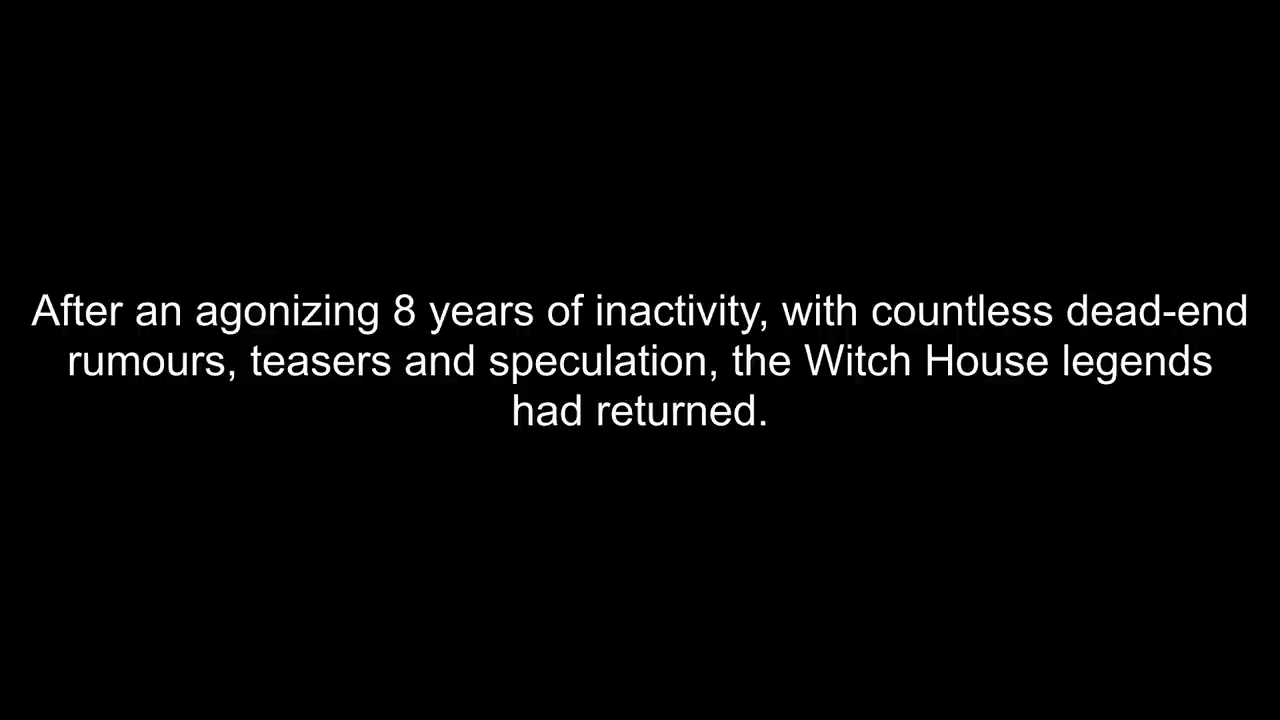 After an agonizing 8 years of inactivity, with countless dead-end
rumours, teasers and speculation, the Witch House legends
had returned.